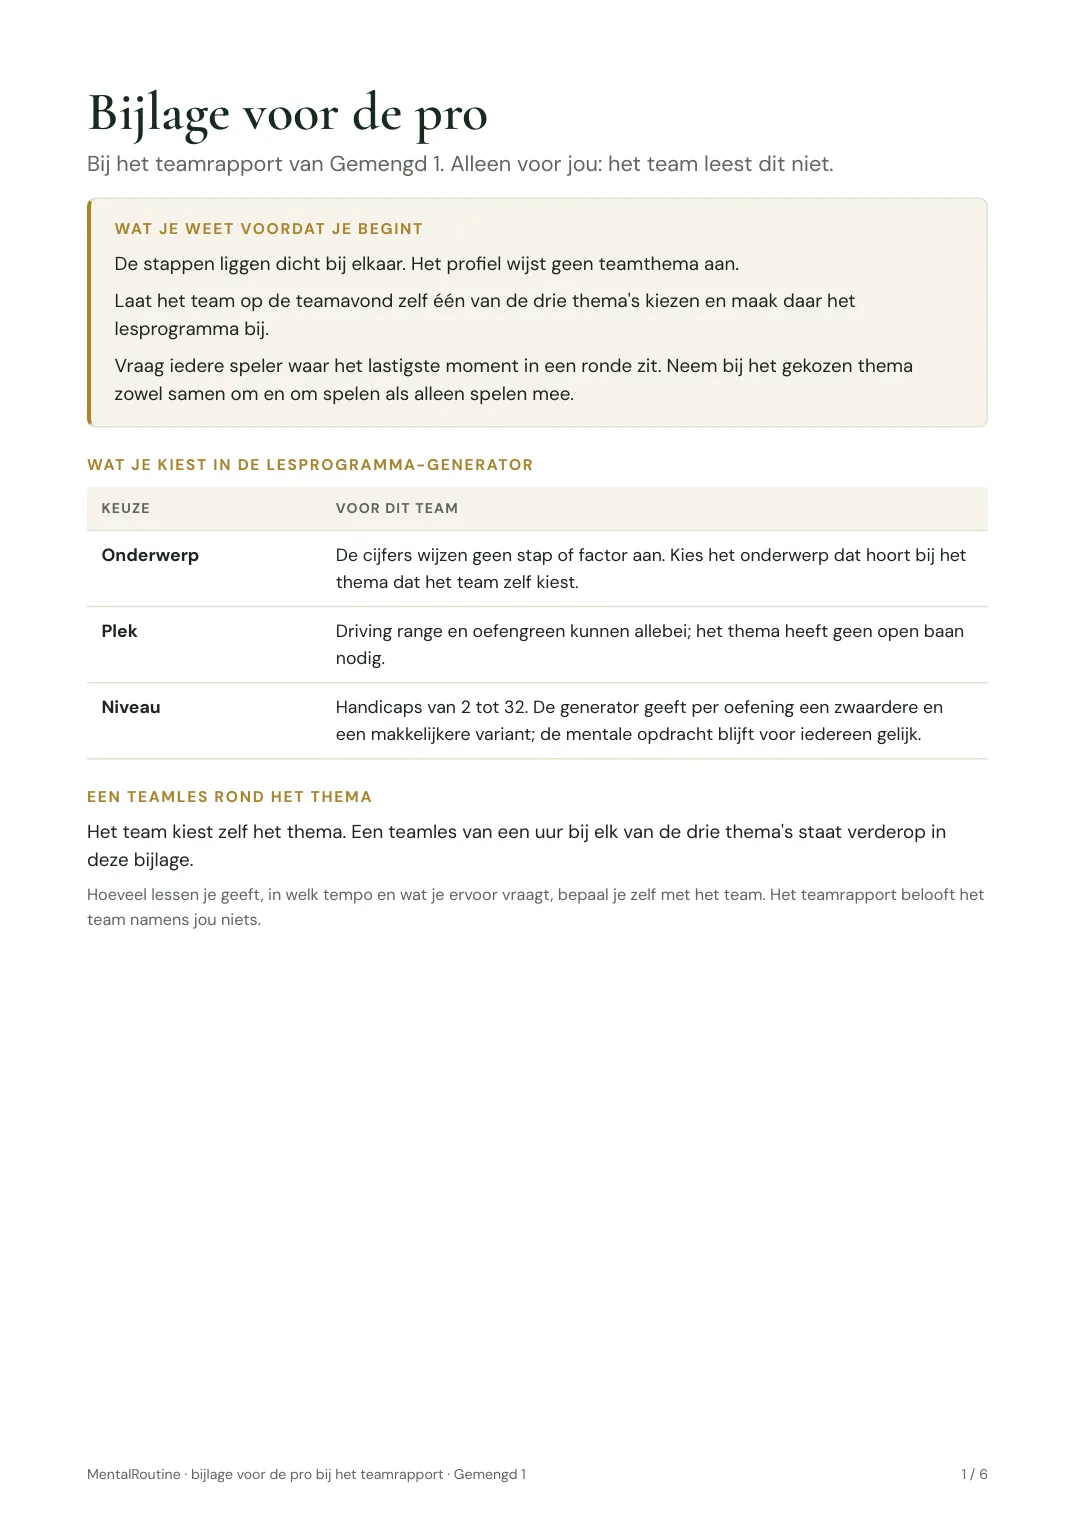 Bijlage voor de pro
Bij het teamrapport van Gemengd 1. Alleen voor jou: het team leest dit niet.
WAT JE WEET VOORDAT JE BEGINT
De stappen liggen dicht bij elkaar. Het profiel wijst geen teamthema aan.
Laat het team op de teamavond zelf één van de drie thema's kiezen en maak daar het
lesprogramma bij.
Vraag iedere speler waar het lastigste moment in een ronde zit. Neem bij het gekozen thema
zowel samen om en om spelen als alleen spelen mee.
WAT JE KIEST IN DE LESPROGRAMMA-GENERATOR
KEUZE VOOR DIT TEAM
Onderwerp De cijfers wijzen geen stap of factor aan. Kies het onderwerp dat hoort bij het
thema dat het team zelf kiest.
Plek Driving range en oefengreen kunnen allebei; het thema heeft geen open baan
nodig.
Niveau Handicaps van 2 tot 32. De generator geeft per oefening een zwaardere en
een makkelijkere variant; de mentale opdracht blijft voor iedereen gelijk.
EEN TEAMLES ROND HET THEMA
Het team kiest zelf het thema. Een teamles van een uur bij elk van de drie thema's staat verderop in
deze bijlage.
Hoeveel lessen je geeft, in welk tempo en wat je ervoor vraagt, bepaal je zelf met het team. Het teamrapport belooft het
team namens jou niets.
MentalRoutine · bijlage voor de pro bij het teamrapport · Gemengd 1 1 / 6